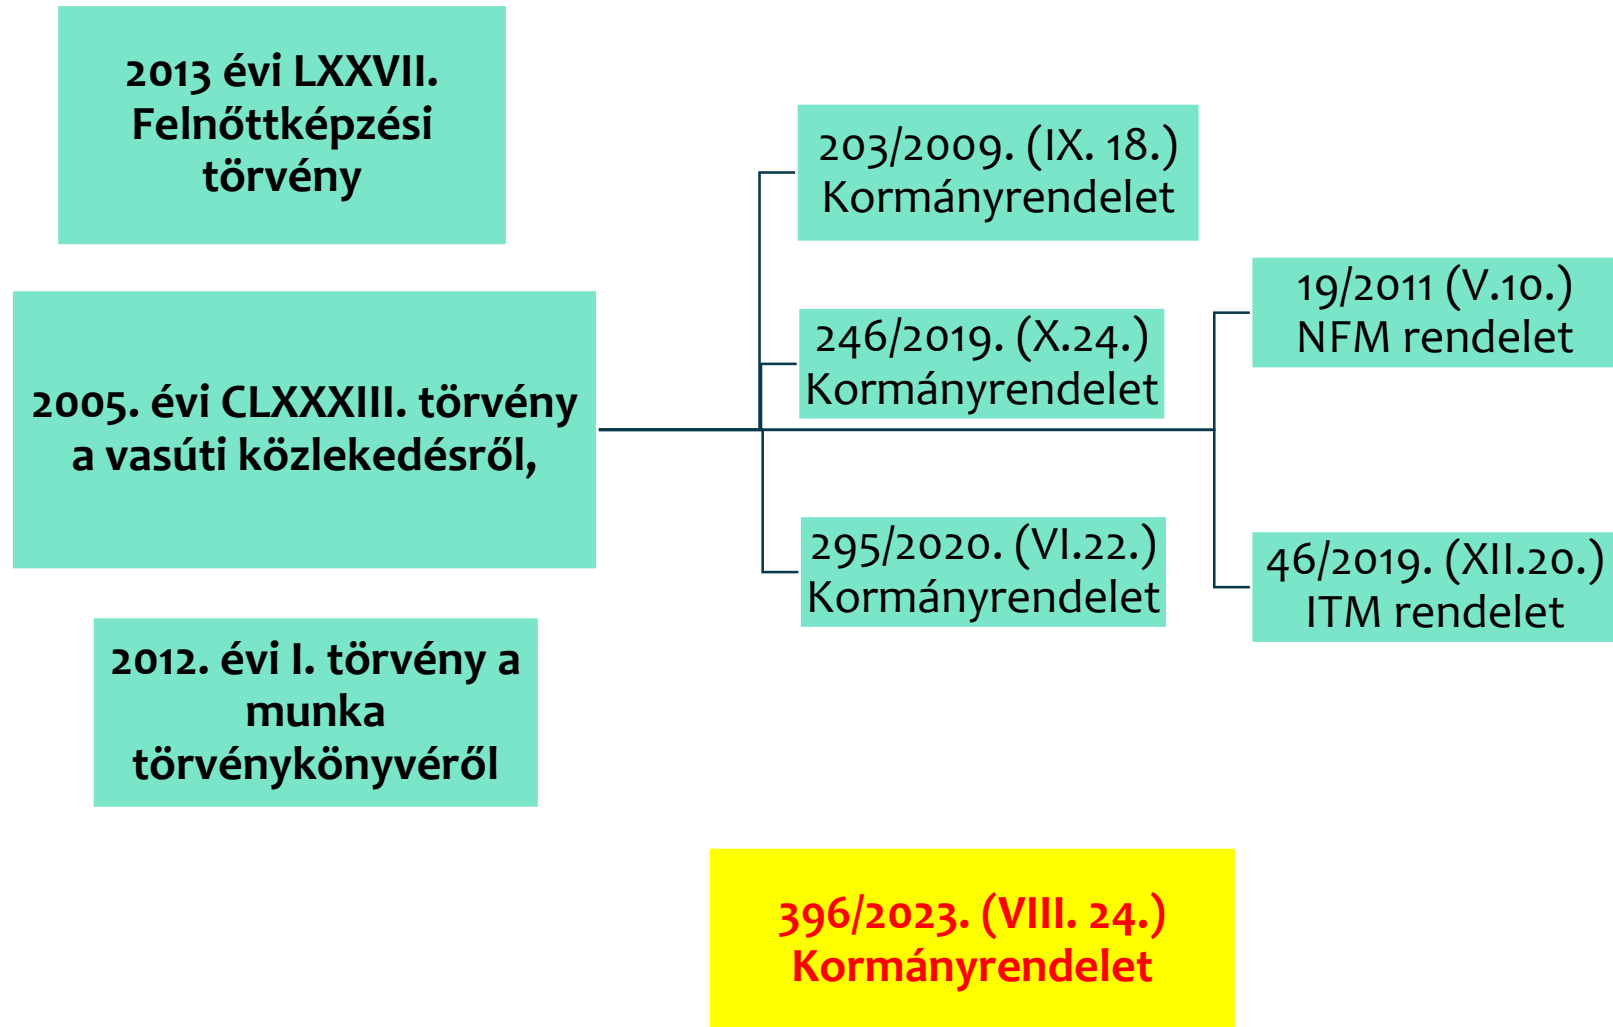 2013 évi LXXVII.
Felnőttképzési
törvény
2005. évi CLXXXIII. törvény
a vasúti közlekedésről,
2012. évi I. törvény a
munka
törvénykönyvéről
203/2009. (IX. 18.)
Kormányrendelet
246/2019. (X.24.)
Kormányrendelet
295/2020. (VI.22.)
Kormányrendelet
19/2011 (V.10.)
NFM rendelet
46/2019. (XII.20.)
ITM rendelet
396/2023. (VIII. 24.)
Kormányrendelet